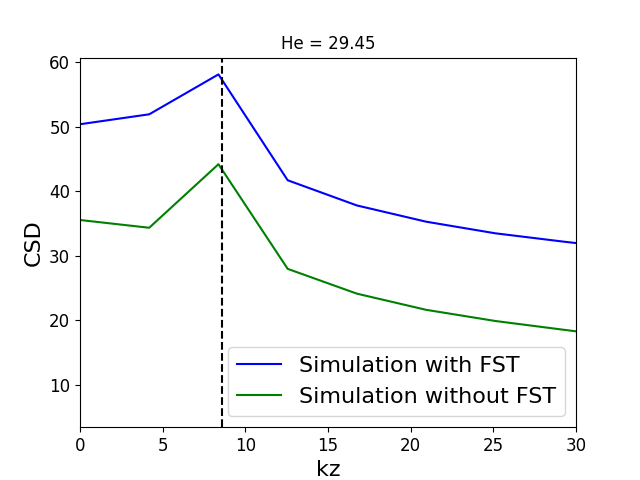 He = 29.45
60
50
40
30
20
10
CSD
Simulation with FST
Simulation without FST
0 5 10 15 20 25 30
kz